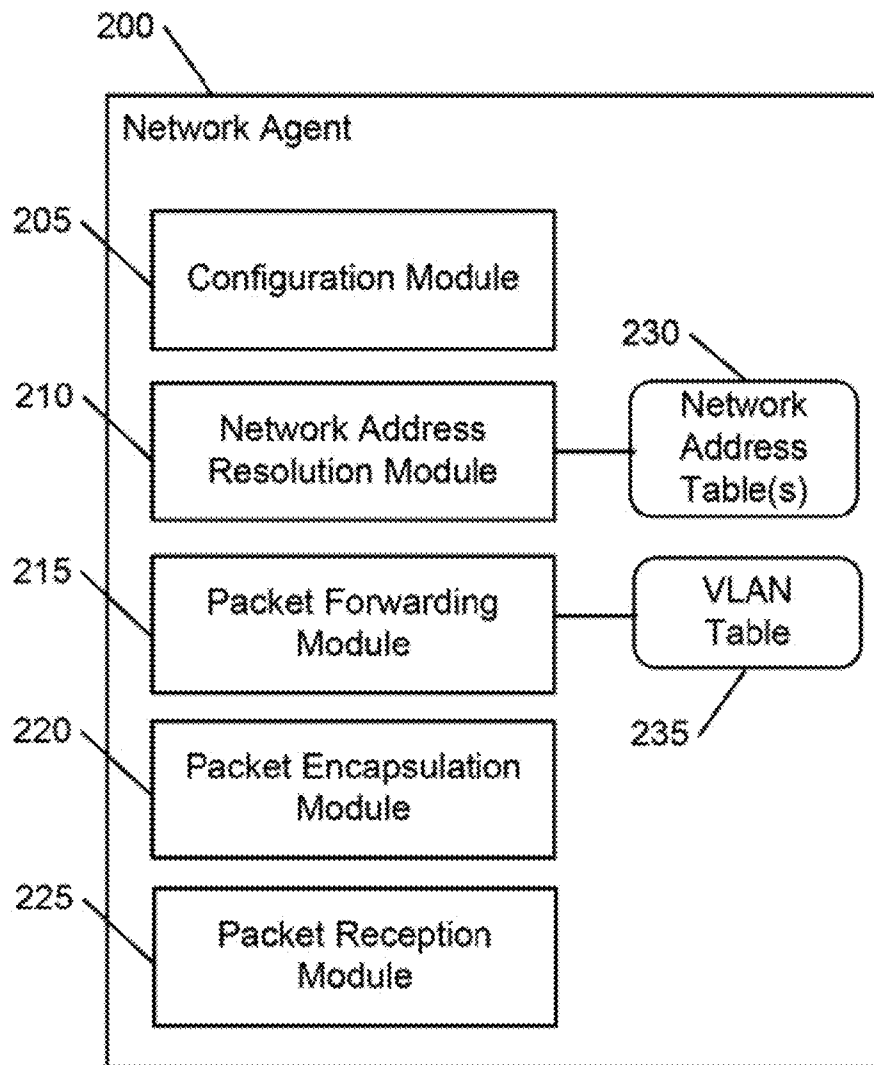 200
Network Agent
205
Configuration Module
230
210
Network Address
Resolution Module
Network
Address
Table(s)
215
Packet Forwarding
Module
VLAN
Table
220
235
Packet Encapsulation
Module
225
Packet Reception
Module